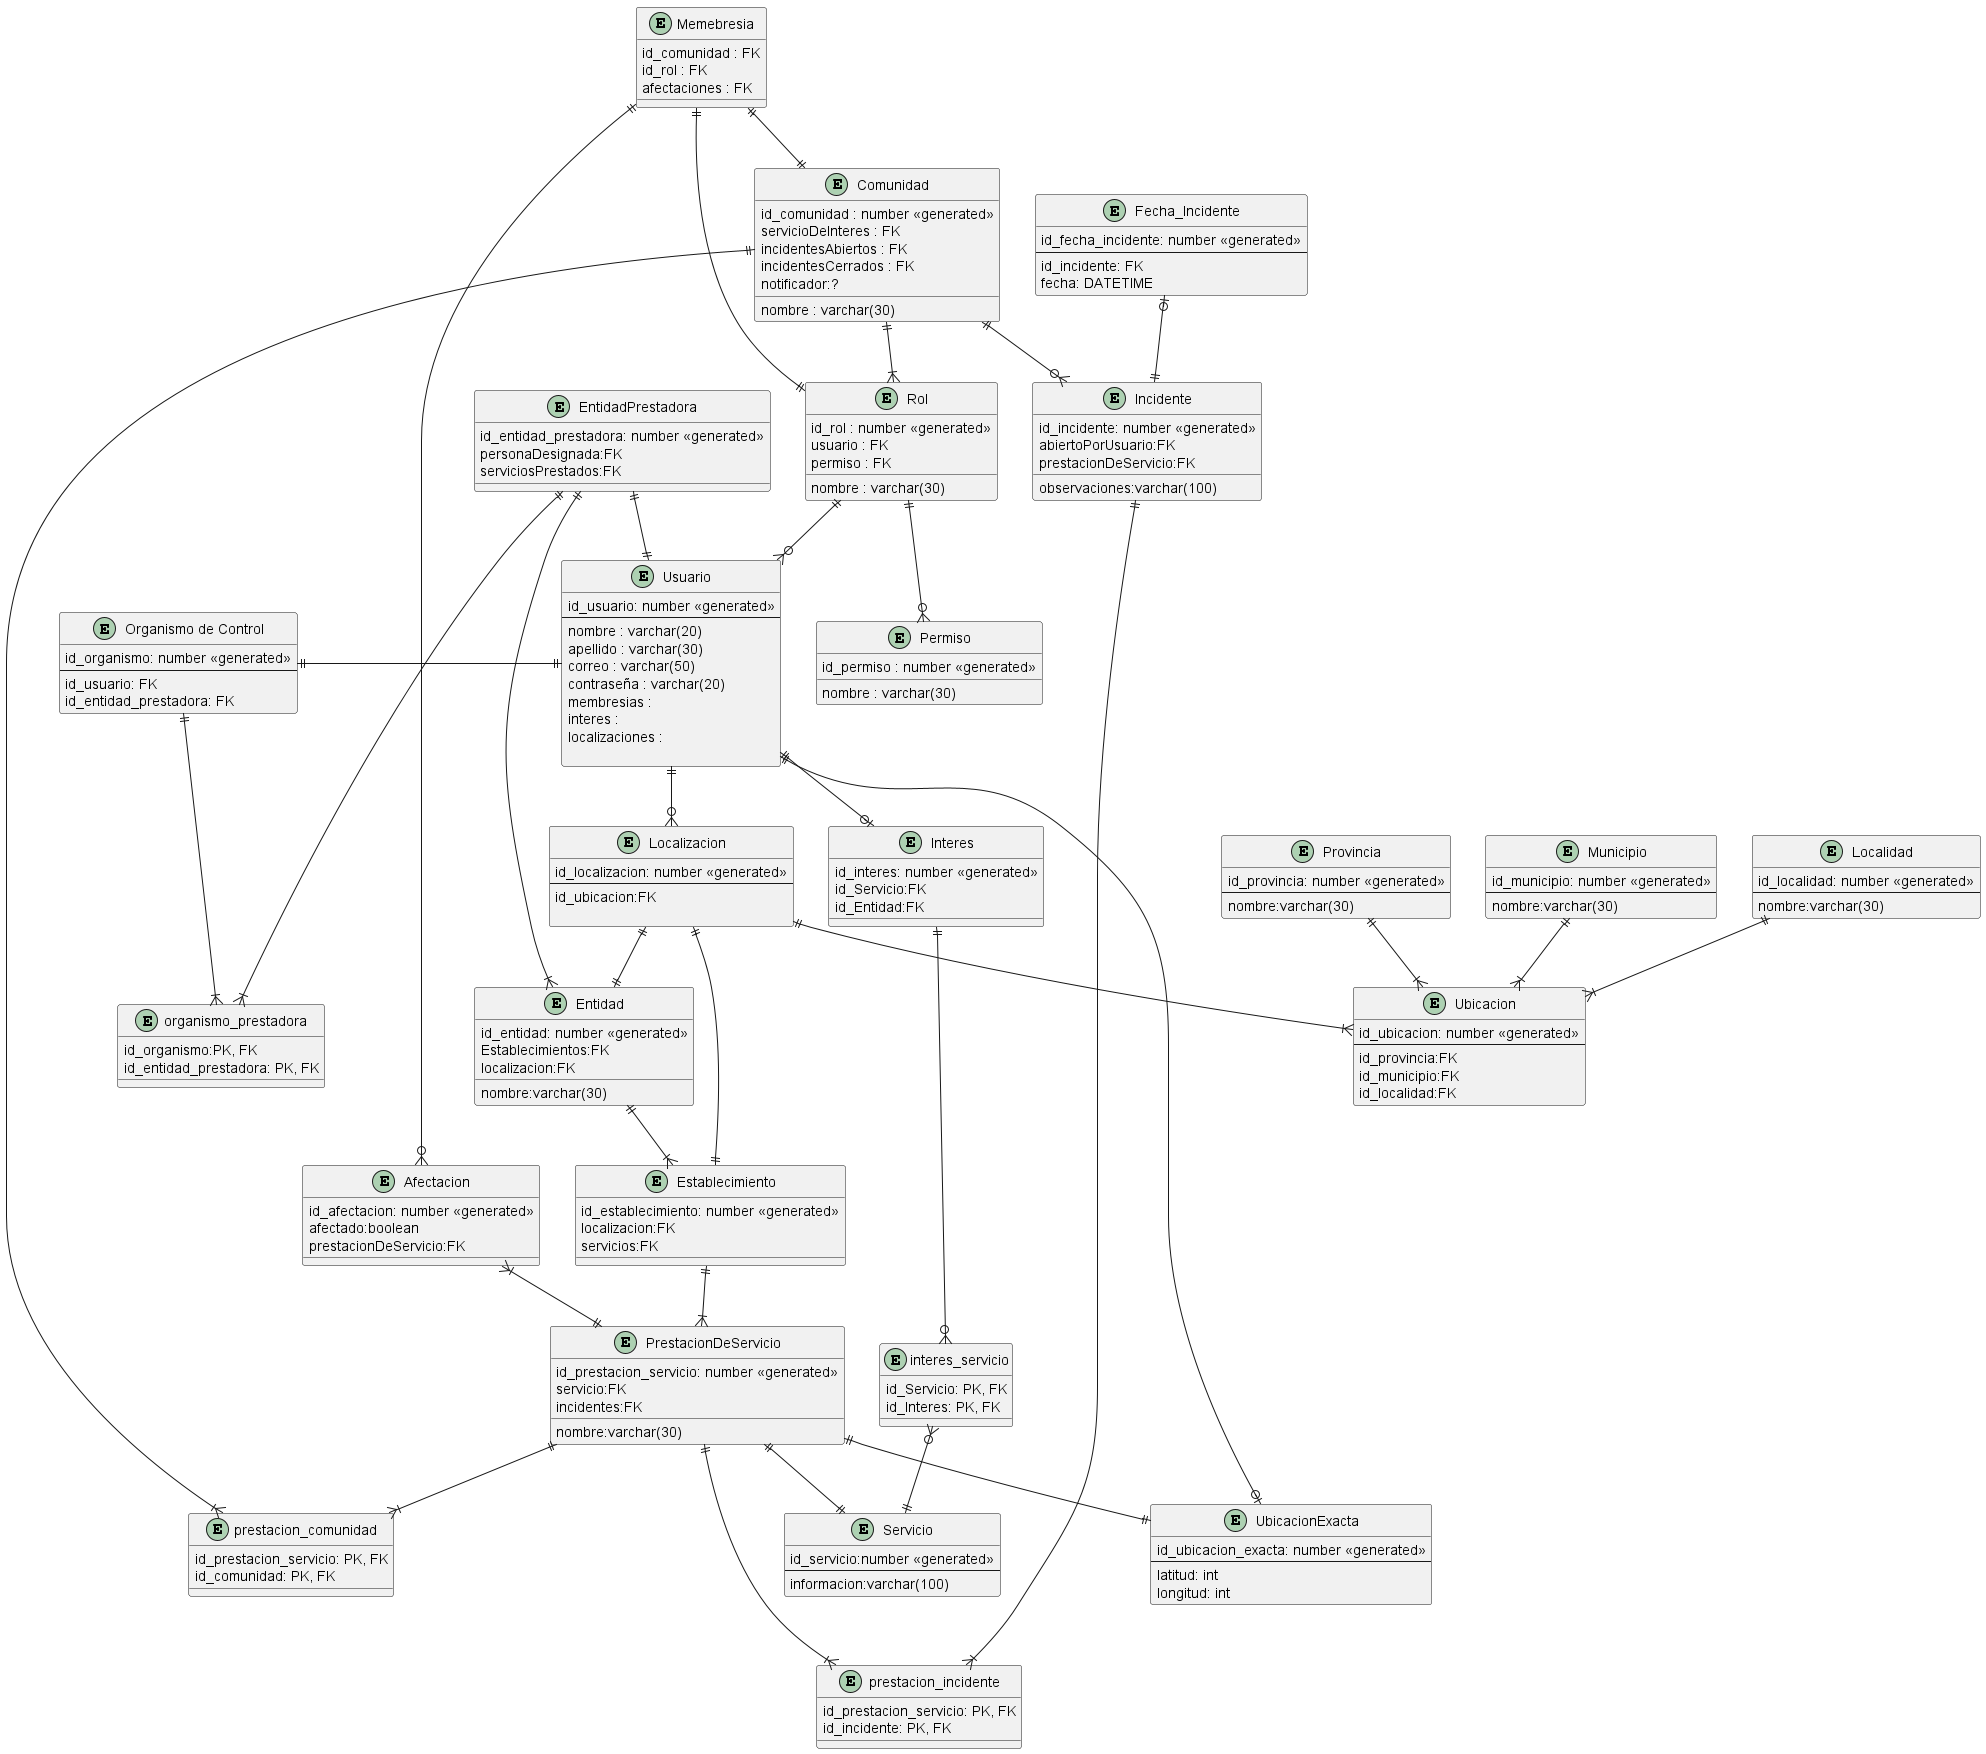 E Memebresia
id_comunidad : FK
id_rol : FK
afectaciones : FK
E Comunidad
id_comunidad : number «generated»
servicioDeInteres : FK
incidentesAbiertos : FK
incidentesCerrados : FK
notificador:?
nombre : varchar(30)
E Fecha_Incidente
id_fecha_incidente: number «generated»
id_incidente: FK
fecha: DATETIME
E EntidadPrestadora
id_entidad_prestadora: number «generated»
personaDesignada:FK
serviciosPrestados:FK
E Rol
id_rol : number «generated»
usuario : FK
permiso : FK
nombre : varchar(30)
E Incidente
id_incidente: number «generated»
abiertoPorUsuario:FK
prestacionDeServicio:FK
observaciones:varchar(100)
E Organismo de Control
id_organismo: number «generated»
id_usuario: FK
id_entidad_prestadora: FK
E Usuario
id_usuario: number «generated»
nombre : varchar(20)
apellido : varchar(30)
correo : varchar(50)
contraseña : varchar(20)
membresias :
interes :
localizaciones :
E Permiso
id_permiso : number «generated»
nombre : varchar(30)
E Localizacion
id_localizacion: number «generated»
id_ubicacion:FK
E Interes
id_interes: number «generated»
id_Servicio:FK
id_Entidad:FK
E Provincia
id_provincia: number «generated»
nombre:varchar(30)
E Municipio
id_municipio: number «generated»
nombre:varchar(30)
E Localidad
id_localidad: number «generated»
nombre:varchar(30)
E organismo_prestadora
id_organismo:PK, FK
id_entidad_prestadora: PK, FK
E Entidad
id_entidad: number «generated»
Establecimientos:FK
localizacion:FK
nombre:varchar(30)
E Ubicacion
id_ubicacion: number «generated»
id_provincia:FK
id_municipio:FK
id_localidad:FK
E Afectacion
id_afectacion: number «generated»
afectado:boolean
prestacionDeServicio:FK
E Establecimiento
id_establecimiento: number «generated»
localizacion:FK
servicios:FK
E PrestacionDeServicio
id_prestacion_servicio: number «generated»
servicio:FK
incidentes:FK
nombre:varchar(30)
E interes_servicio
id_Servicio: PK, FK
id_Interes: PK, FK
E prestacion_comunidad
id_prestacion_servicio: PK, FK
id_comunidad: PK, FK
E Servicio
id_servicio:number «generated»
informacion:varchar(100)
E UbicacionExacta
id_ubicacion_exacta: number «generated»
latitud: int
longitud: int
E prestacion_incidente
id_prestacion_servicio: PK, FK
id_incidente: PK, FK